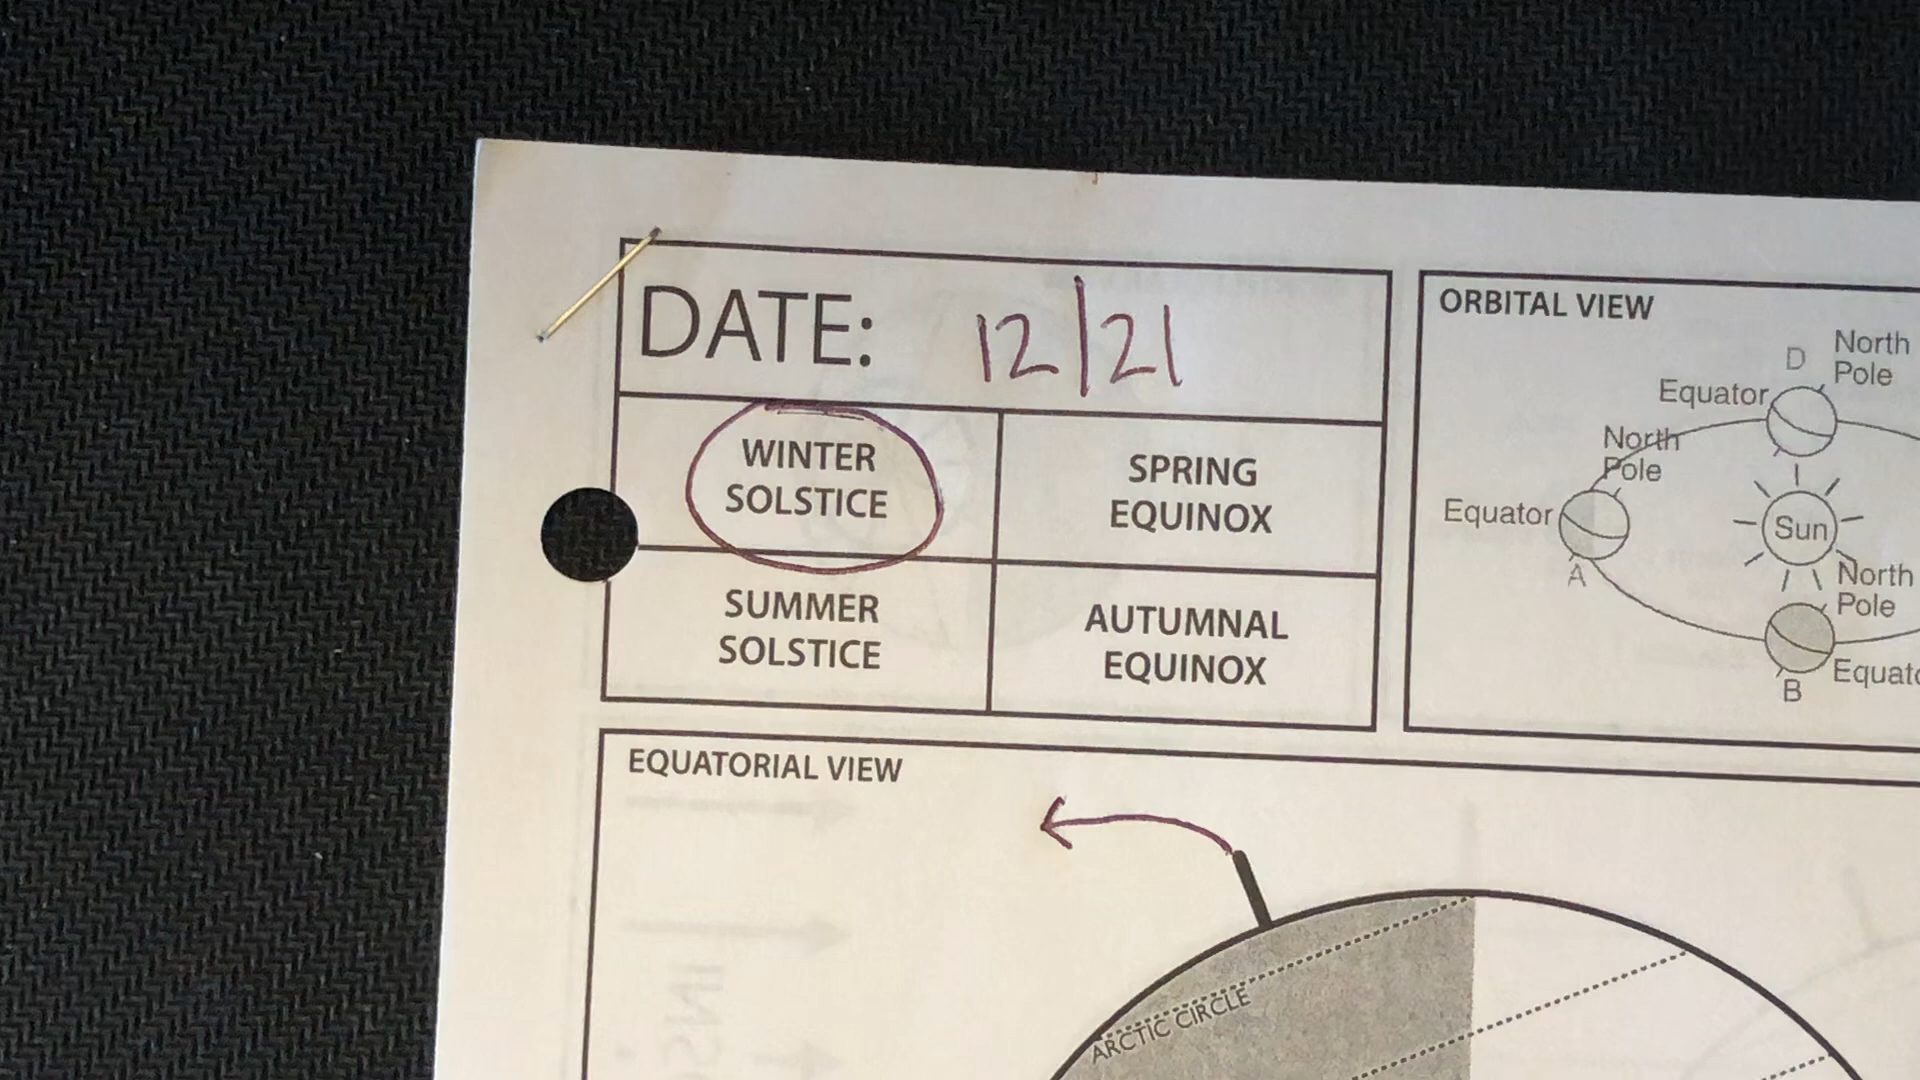 DATE: 12/21
WINTER
SOLSTICE
SPRING
EQUINOX
SUMMER
SOLSTICE
AUTUMNAL
EQUINOX
ORBITAL VIEW
D
North
Pole
Equator
North
Pole
Equator
A
Sun
North
Pole
B
EQUATORIAL VIEW
ARCTIC CIRCLE